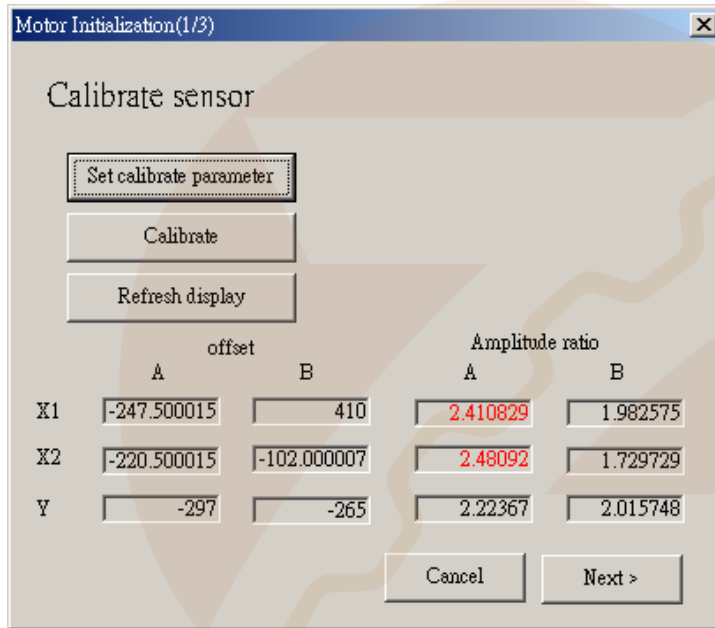 Motor Initialization(1/3)
Calibrate sensor
Set calibrate parameter
Calibrate
Refresh display
offset Amplitude ratio
A B A B
X1 -247.500015 410 2.410829 1.982575
X2 -220.500015 -102.000007 2.48092 1.729729
Y -297 -265 2.22367 2.015748
Cancel Next >